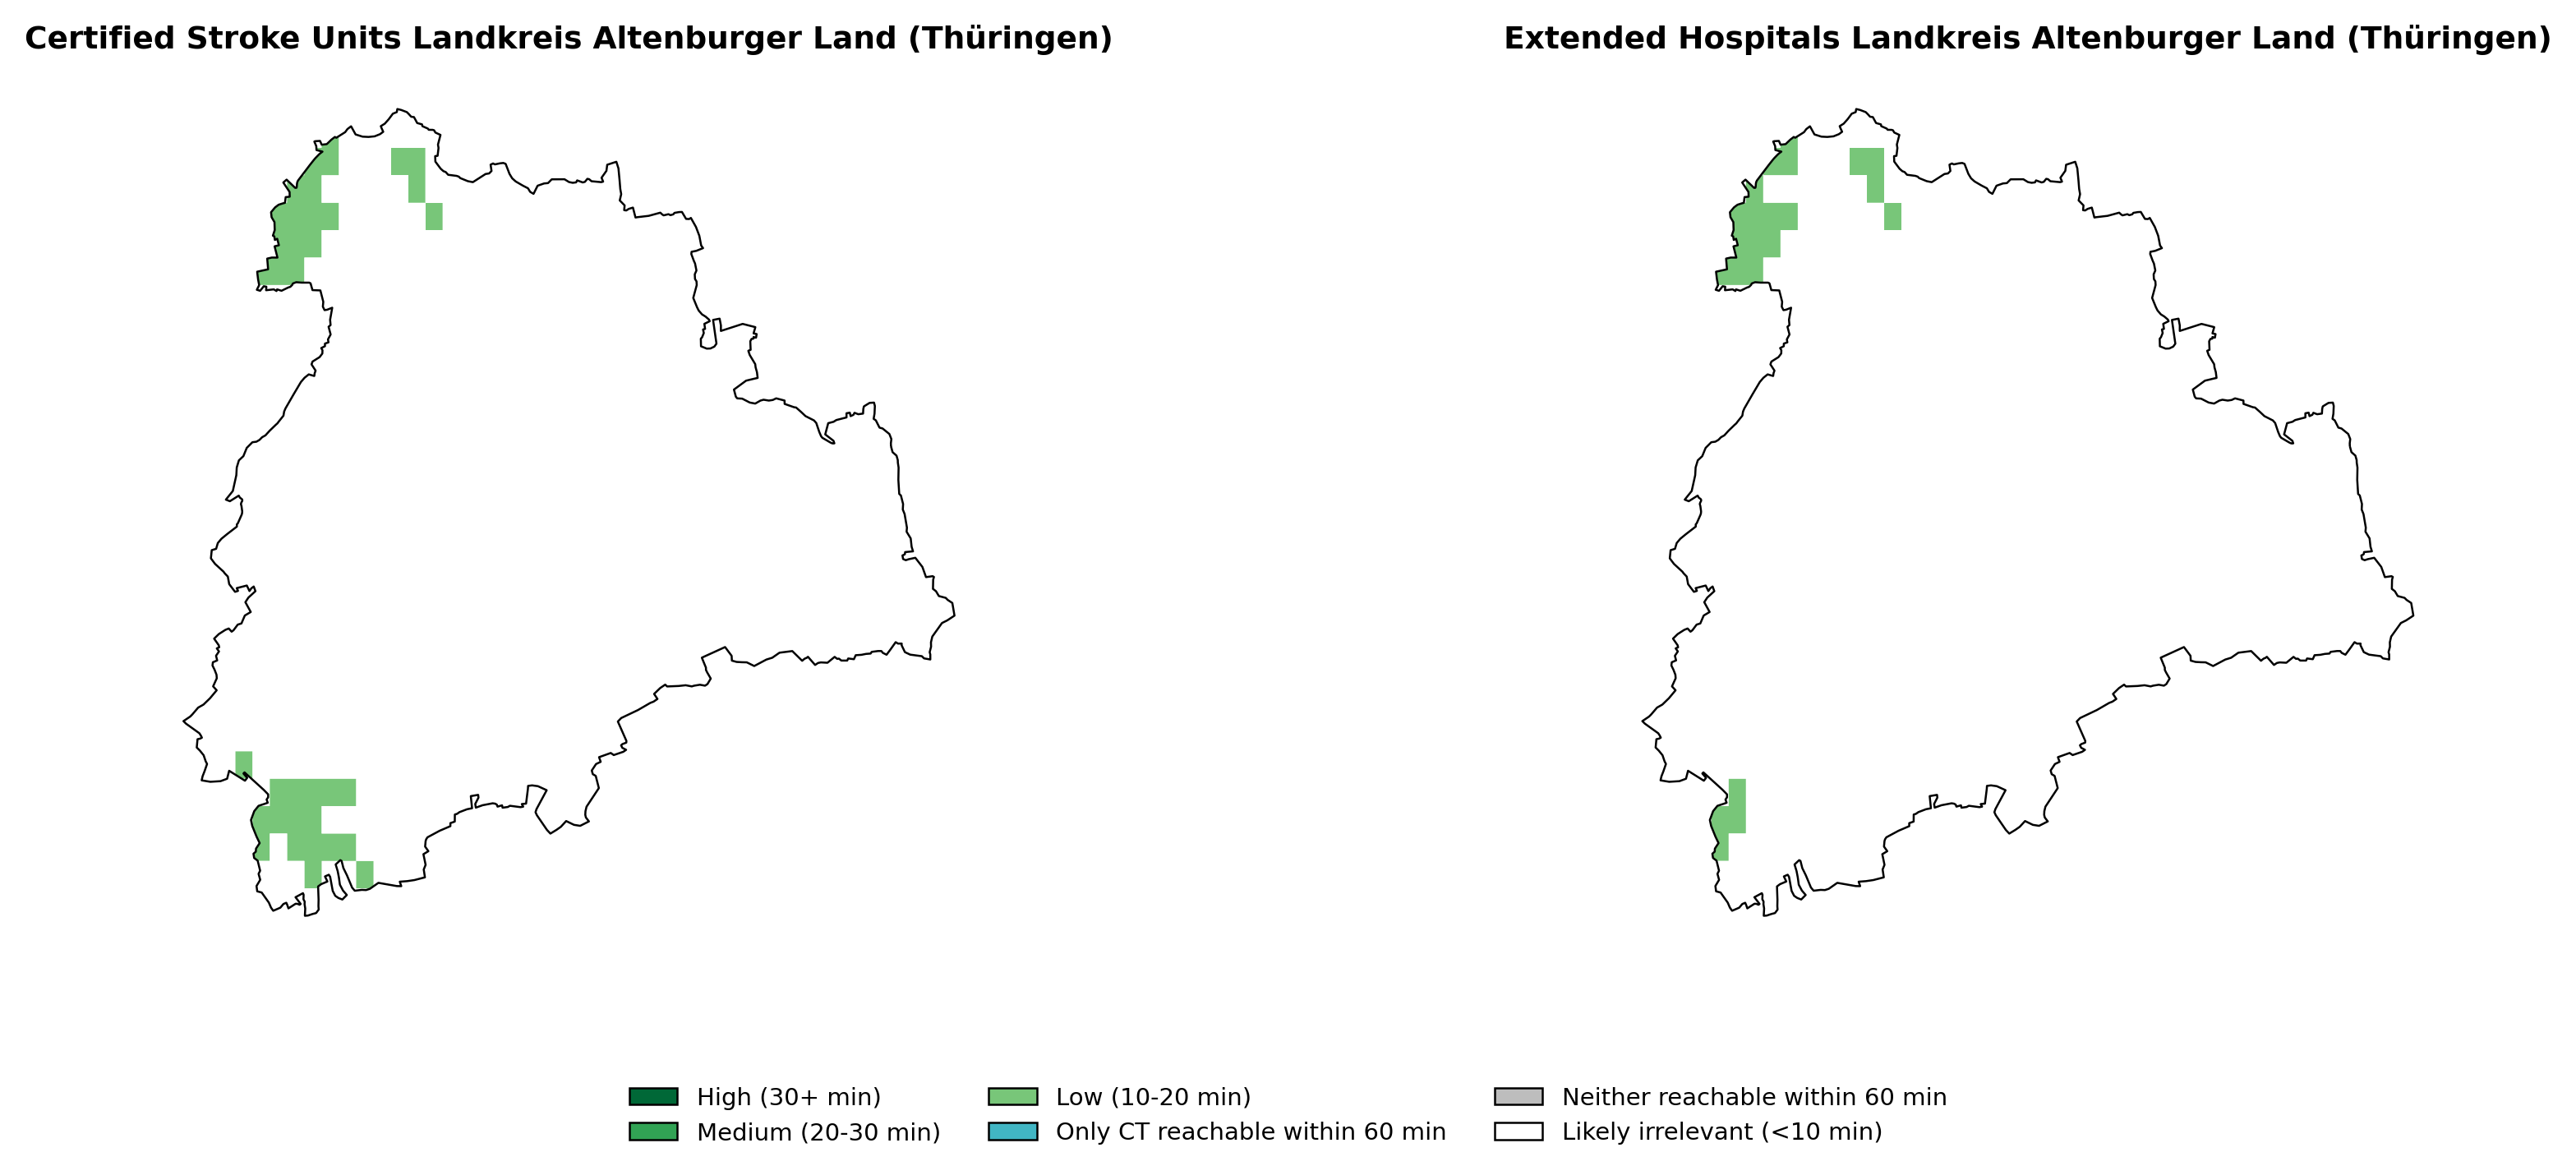 Certified Stroke Units Landkreis Altenburger Land (Thüringen)
Extended Hospitals Landkreis Altenburger Land (Thüringen)
High (30+ min)
Medium (20-30 min)
Low (10-20 min)
Only CT reachable within 60 min
Neither reachable within 60 min
Likely irrelevant (<10 min)